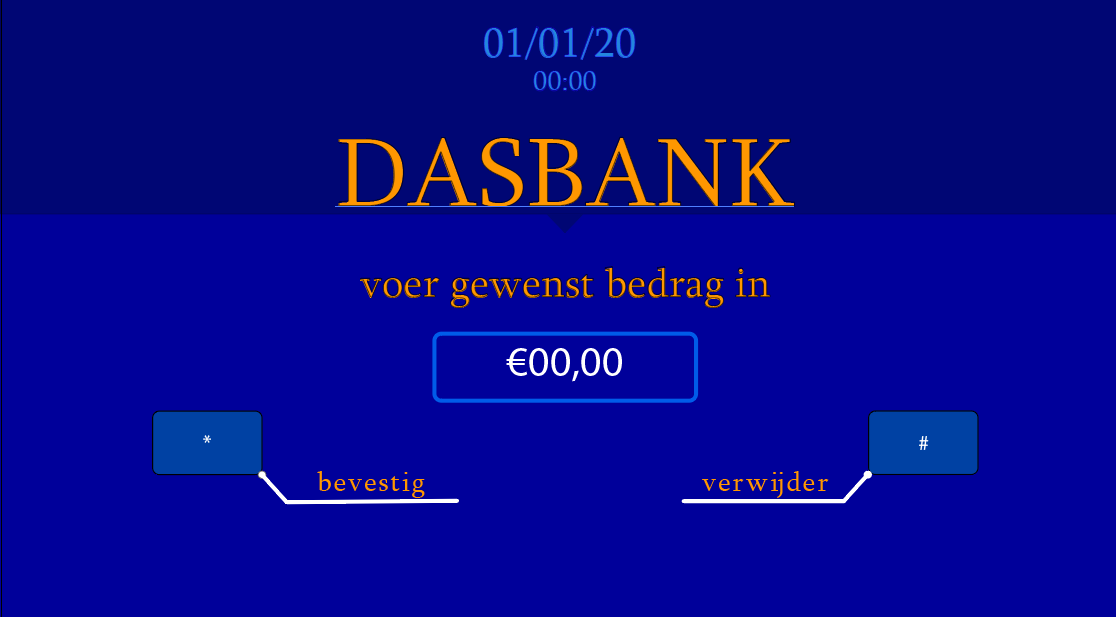 01/01/20
00:00
DASBANK
voer gewenst bedrag in
€00,00
*
#
bevestig
verwijder